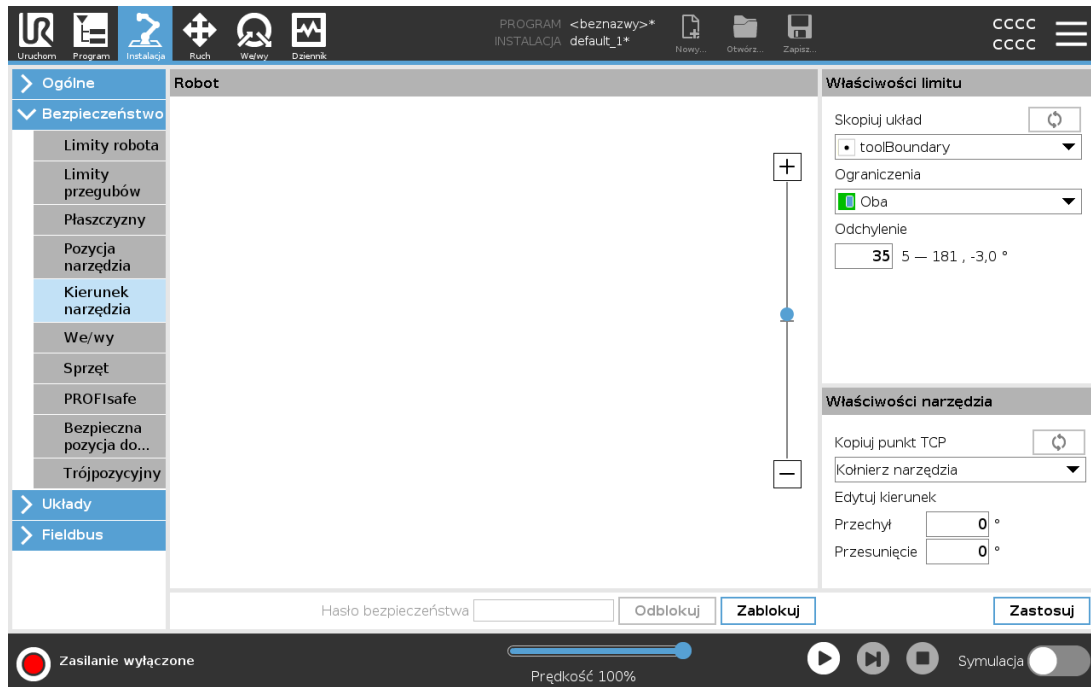 PROGRAM <beznazwy>*
INSTALACJA default_1*
Uruchom
Program
Instalacja
Ruch
We/wy
Dziennik
Nowy...
Otwórz...
Zapisz...
cccc
cccc
Ogólne
Bezpieczeństwo
Limity robota
Limity
przegubów
Płaszczyzny
Pozycja
narzędzia
Kierunek
narzędzia
We/wy
Sprzęt
PROFIsafe
Bezpieczna
pozycja do...
Trójpozycyjny
Układy
Fieldbus
Robot
Właściwości limitu
Skopiuj układ
toolBoundary
Ograniczenia
Oba
Odchylenie
35 5 — 181 , -3,0 °
Właściwości narzędzia
Kopiuj punkt TCP
Kołnierz narzędzia
Edytuj kierunek
Przechył 0 °
Przesunięcie 0 °
Hasło bezpieczeństwa Odblokuj Zablokuj Zastosuj
Zasilanie wyłączone
Prędkość 100%
Symulacja